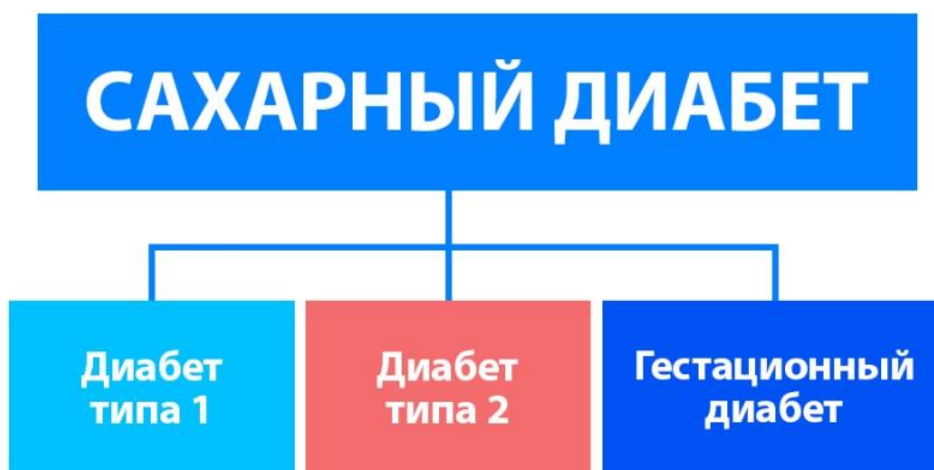 САХАРНЫЙ ДИАБЕТ
Диабет
типа 1
Диабет
типа 2
Гестационный
диабет